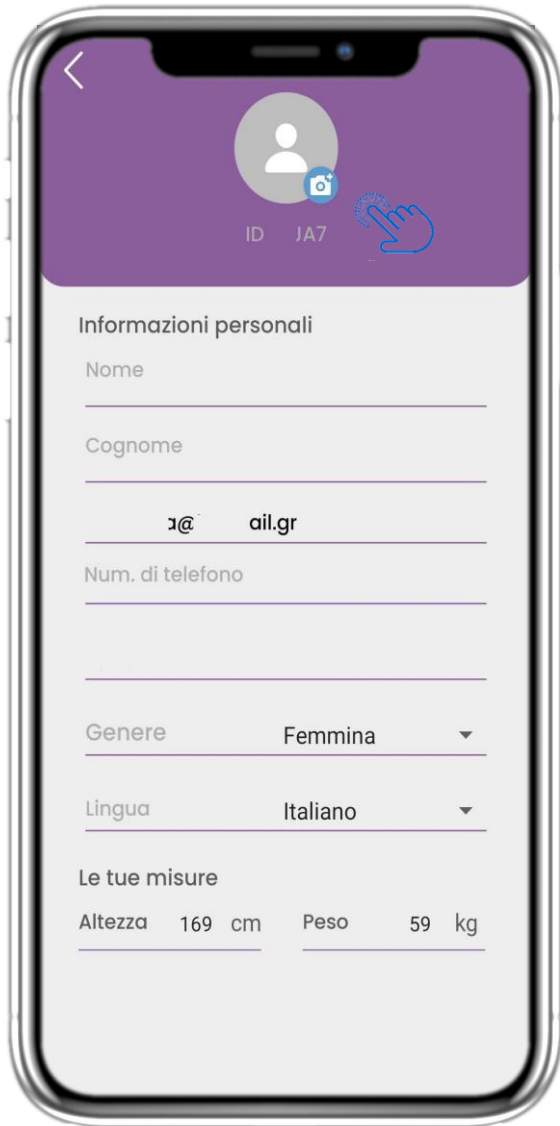 ID JA7
Informazioni personali
Nome
Cognome
a@ ail.gr
Num. di telefono
Genere Femmina
Lingua Italiano
Le tue misure
Altezza 169 cm Peso 59 kg